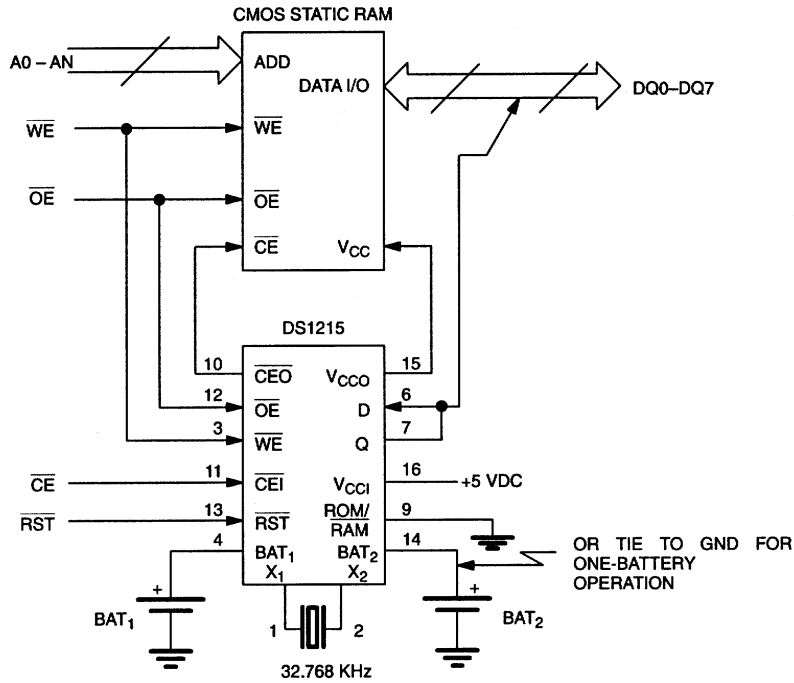 CMOS STATIC RAM
A0 – AN
ADD
DATA I/O
DQ0–DQ7
WE
WE
OE
OE
CE
VCC
DS1215
10
CEO
VCCO
15
12
OE
D
6
3
WE
Q
7
CE
11
CEI
VCCI
16
+5 VDC
RST
13
RST
ROM/
RAM
9
4
BAT1
BAT2
14
X1
X2
OR TIE TO GND FOR
ONE-BATTERY
OPERATION
+
BAT1
+
BAT2
1
2
32.768 KHz